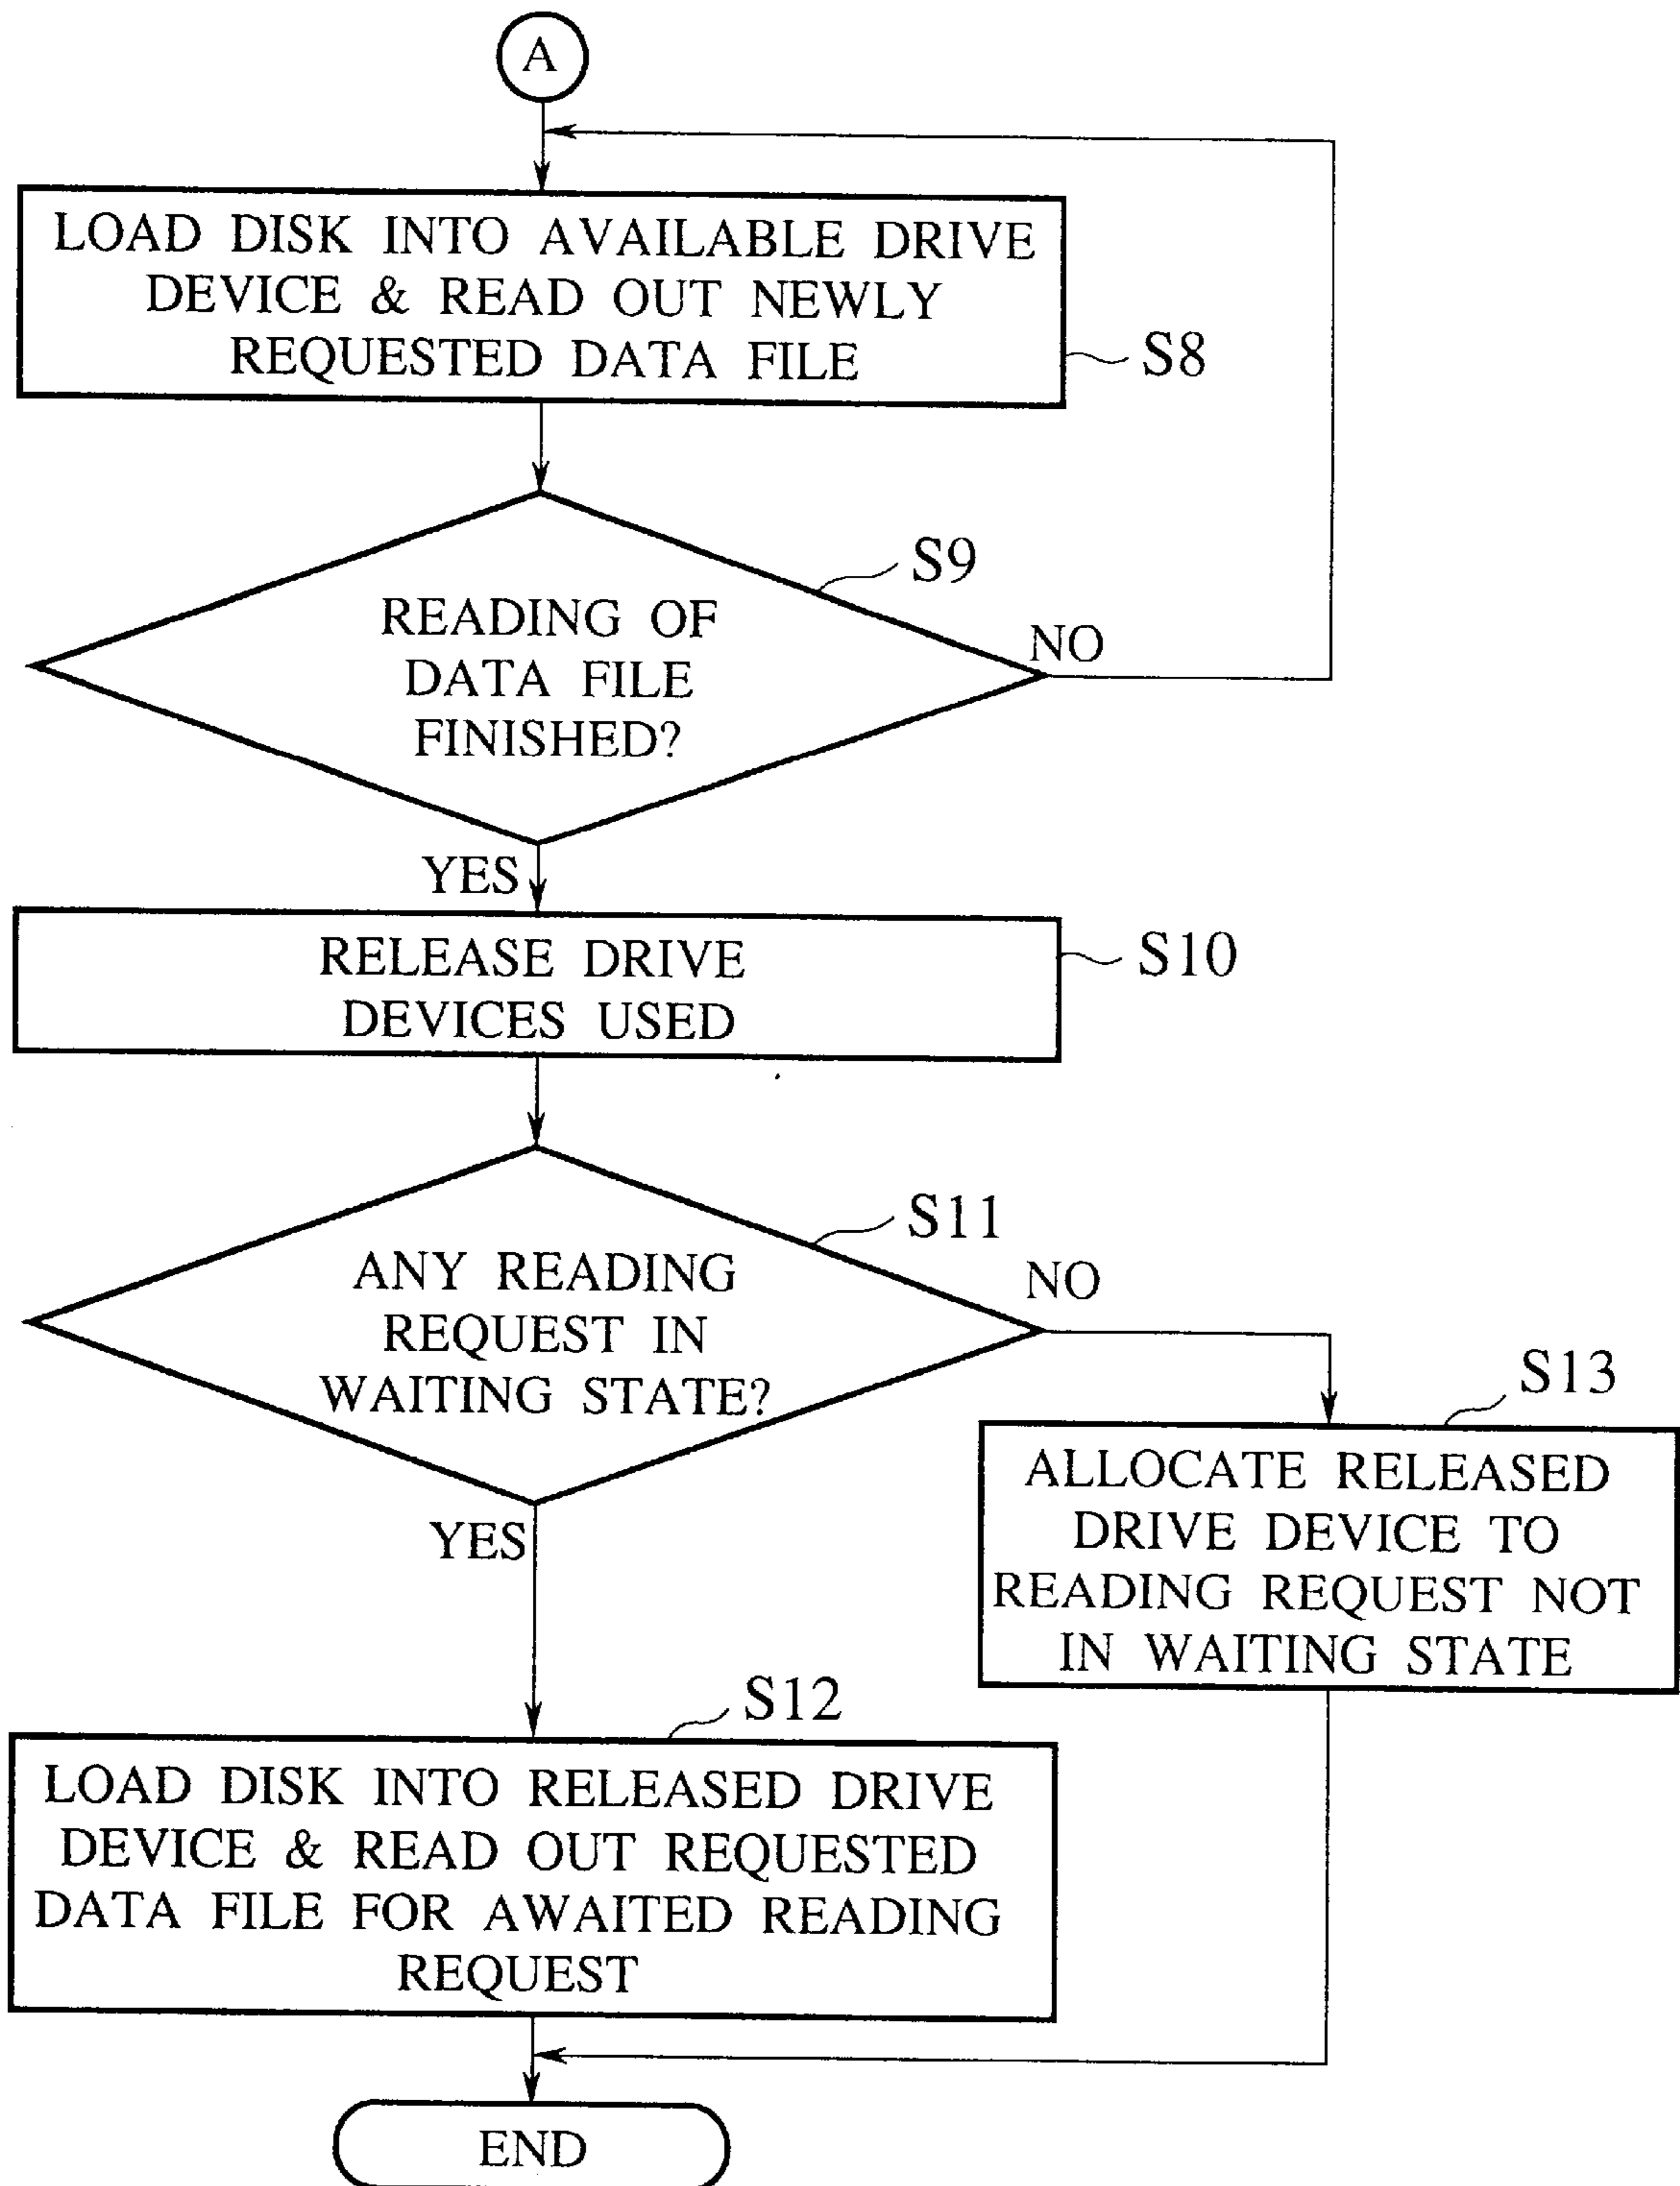 A
LOAD DISK INTO AVAILABLE DRIVE
DEVICE & READ OUT NEWLY
REQUESTED DATA FILE
S8
S9
READING OF
DATA FILE
FINISHED?
NO
YES
RELEASE DRIVE
DEVICES USED
S10
S11
ANY READING
REQUEST IN
WAITING STATE?
NO
YES
S13
ALLOCATE RELEASED
DRIVE DEVICE TO
READING REQUEST NOT
IN WAITING STATE
S12
LOAD DISK INTO RELEASED DRIVE
DEVICE & READ OUT REQUESTED
DATA FILE FOR AWAITED READING
REQUEST
END